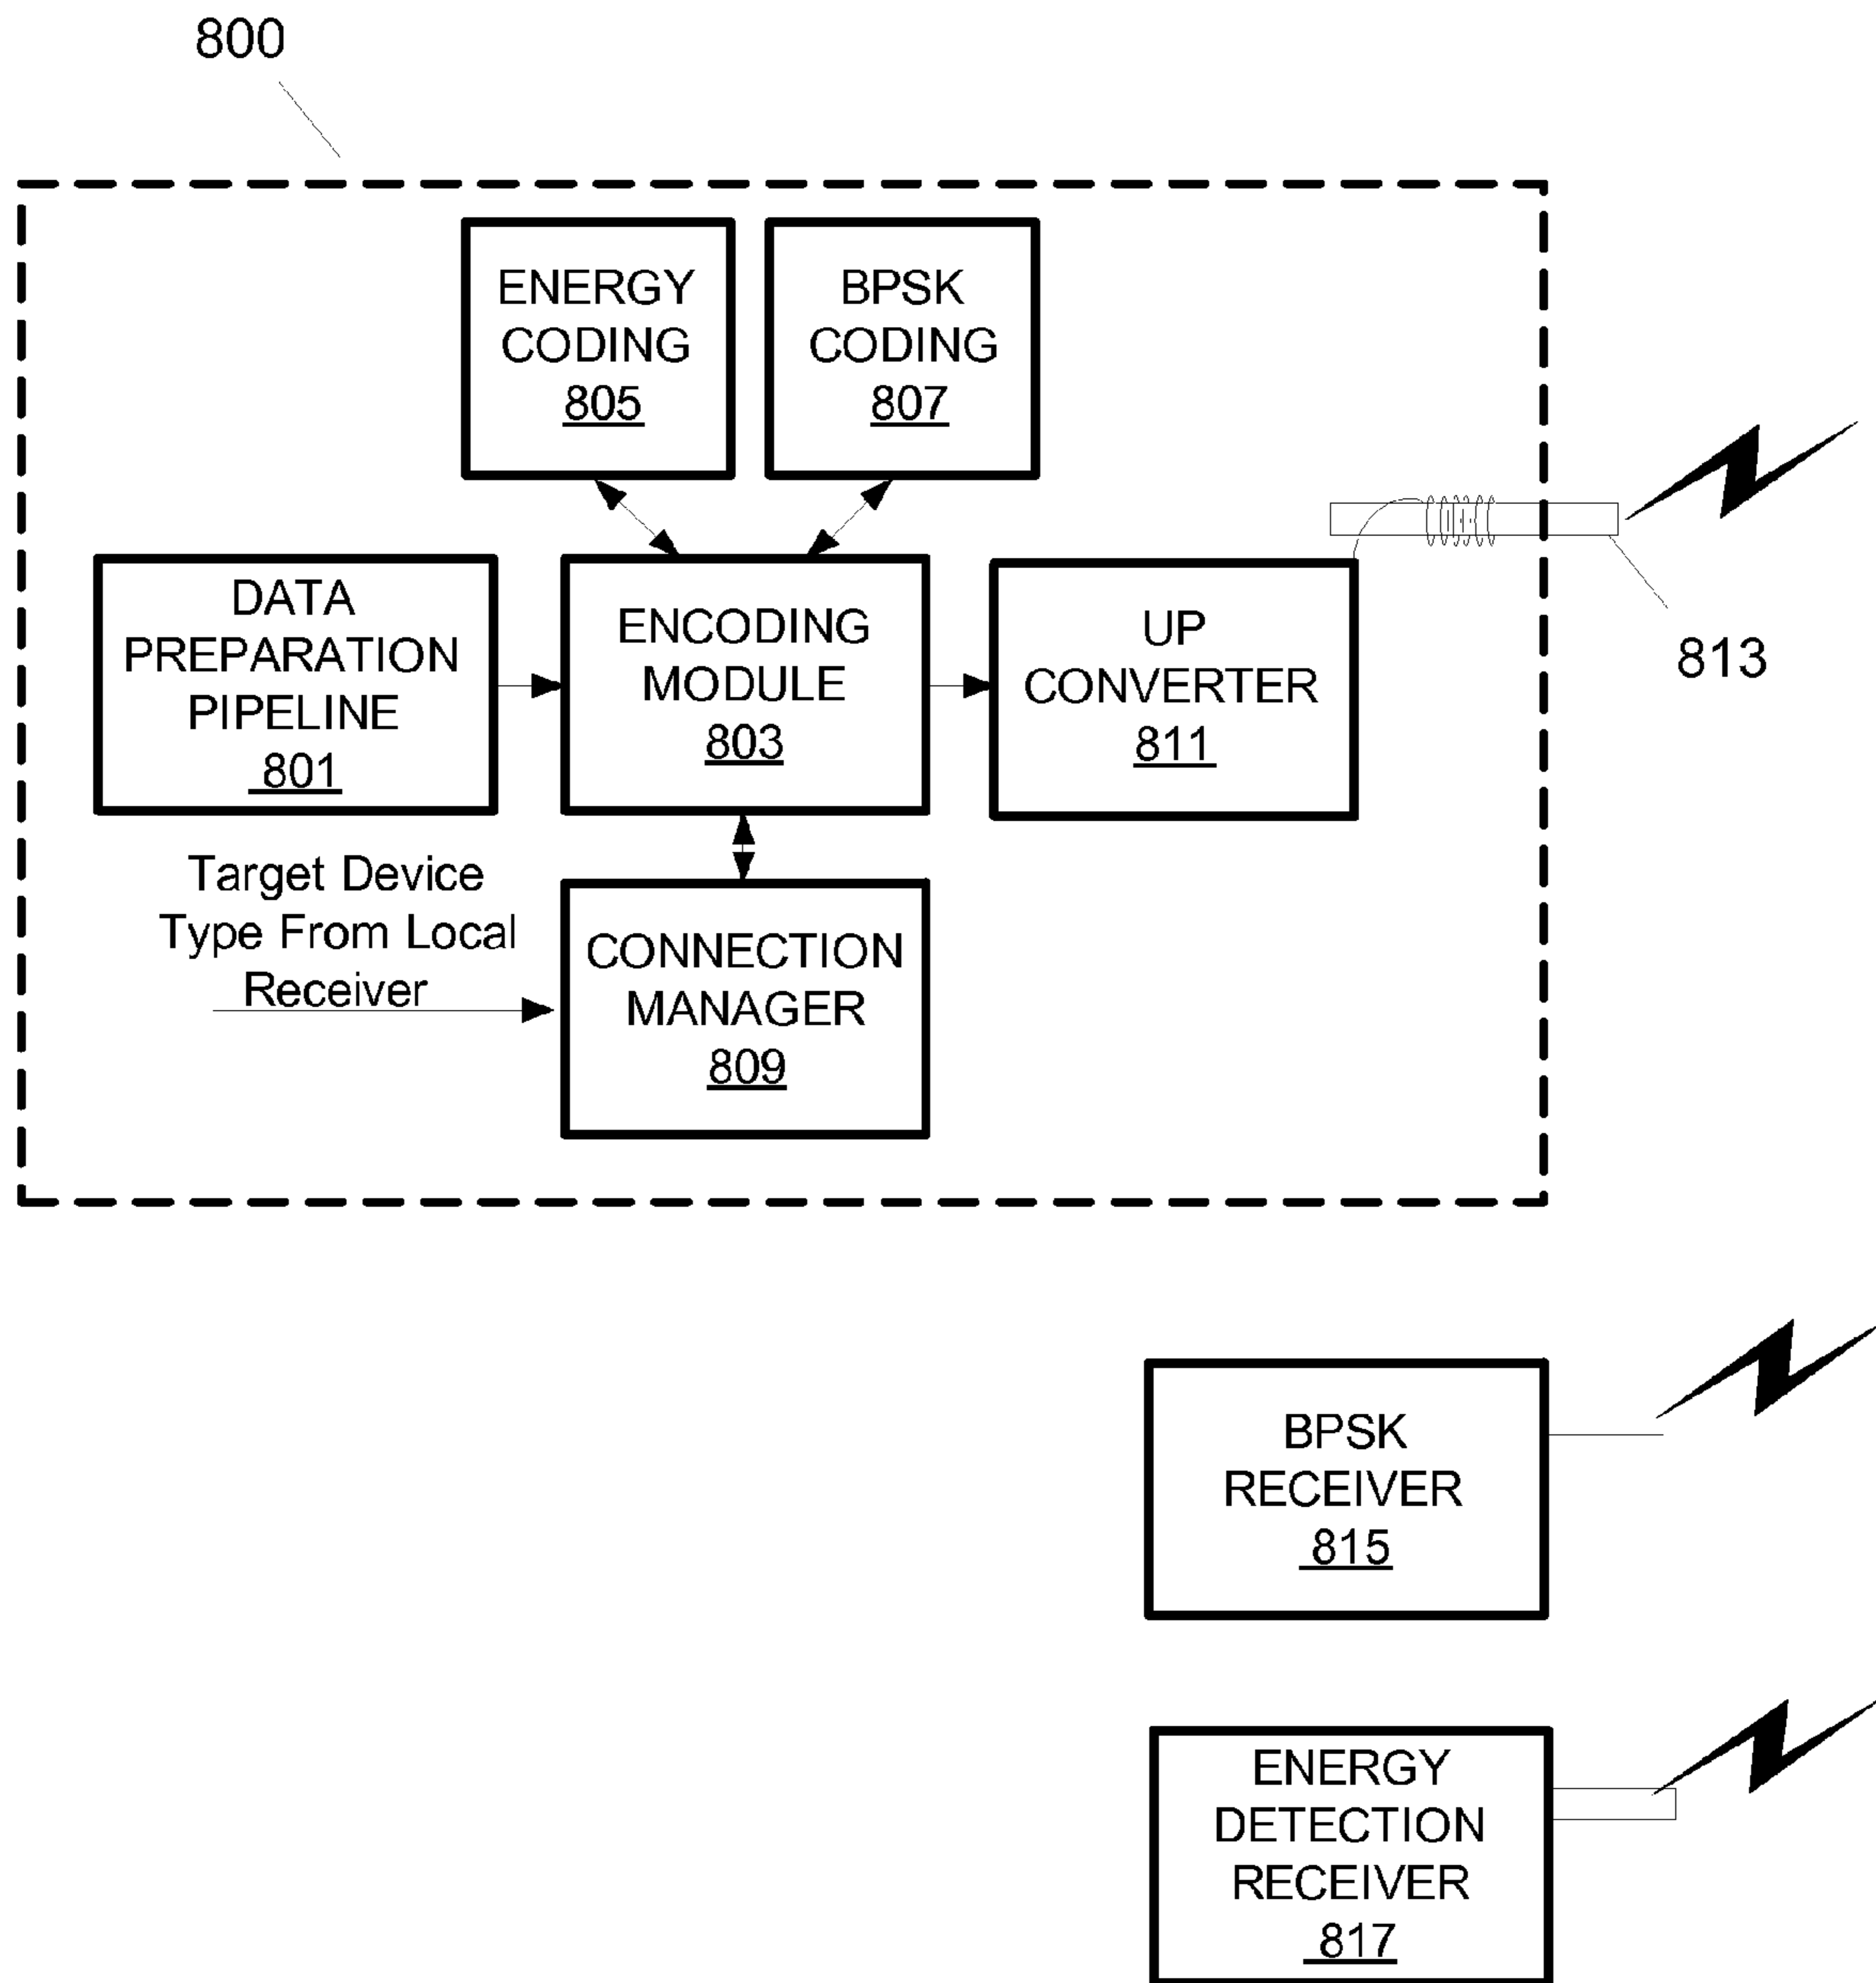 800
ENERGY
CODING
805
BPSK
CODING
807
DATA
PREPARATION
PIPELINE
801
ENCODING
MODULE
803
UP
CONVERTER
811
813
Target Device
Type From Local
Receiver
CONNECTION
MANAGER
809
BPSK
RECEIVER
815
ENERGY
DETECTION
RECEIVER
817